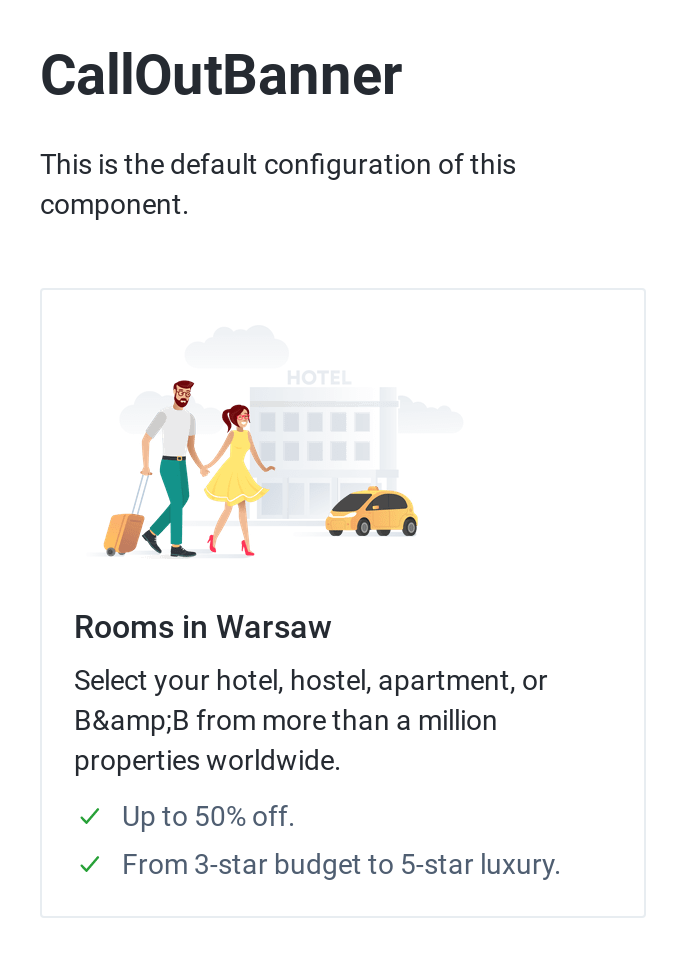 CallOutBanner
This is the default configuration of this
component.
HOTEL
Rooms in Warsaw
Select your hotel, hostel, apartment, or
B&amp;B from more than a million
properties worldwide.
Up to 50% off.
From 3-star budget to 5-star luxury.